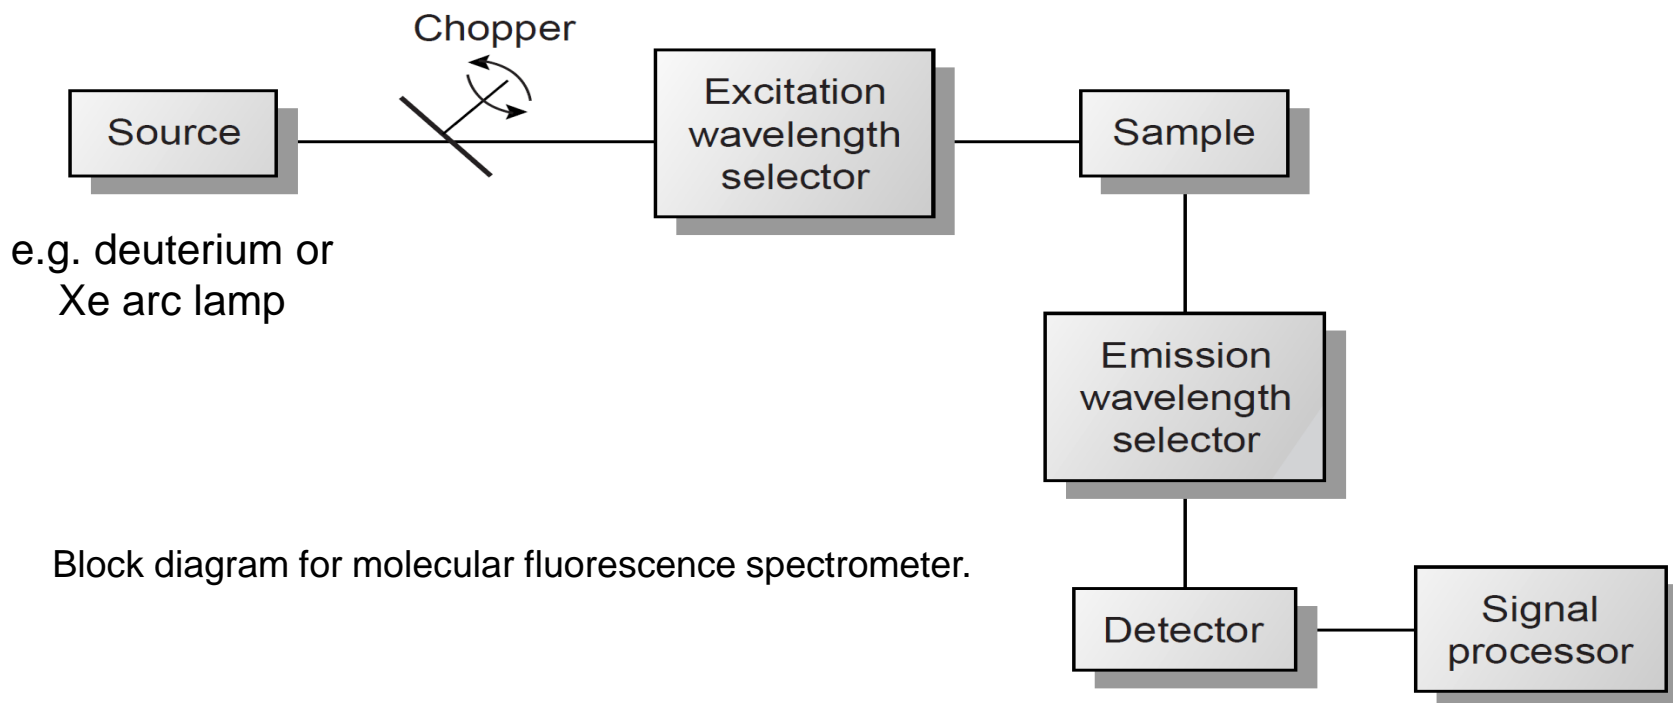 Chopper
Source
Excitation
wavelength
selector
Sample
e.g. deuterium or
Xe arc lamp
Emission
wavelength
selector
Block diagram for molecular fluorescence spectrometer.
Detector
Signal
processor